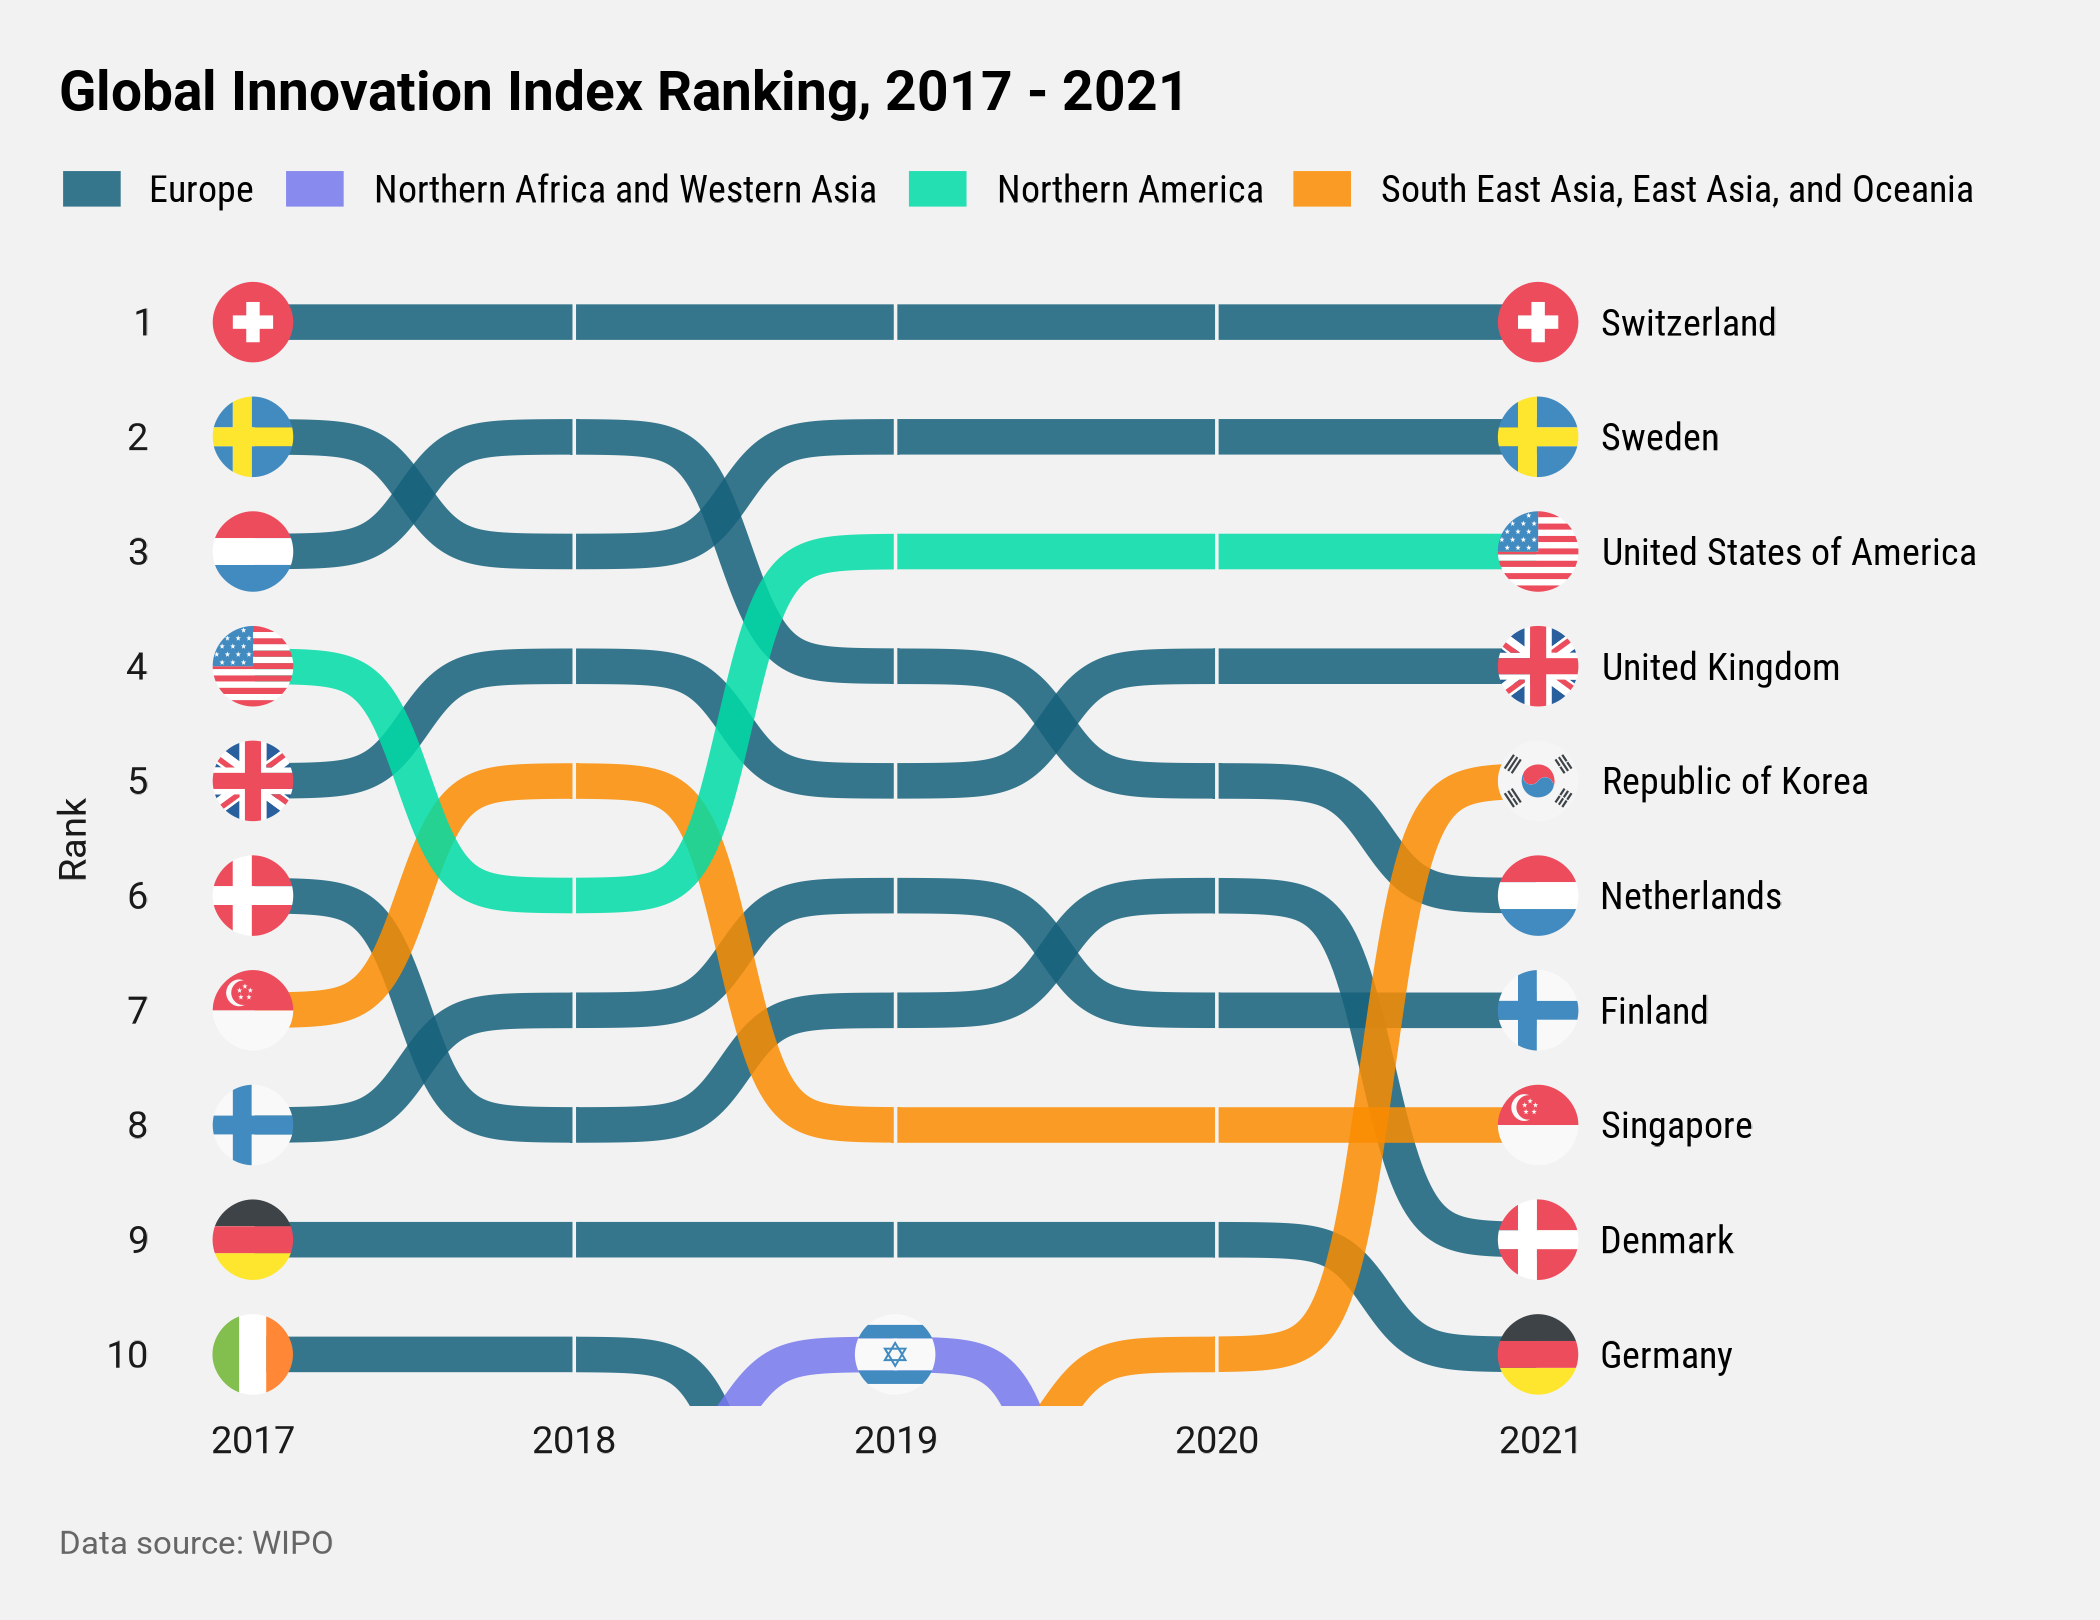 Global Innovation Index Ranking, 2017 - 2021
Europe Northern Africa and Western Asia Northern America South East Asia, East Asia, and Oceania
Rank
1 Switzerland
2 Sweden
3 United States of America
4 United Kingdom
5 Republic of Korea
6 Netherlands
7 Finland
8 Singapore
9 Denmark
10 Germany
2017 2018 2019 2020 2021
Data source: WIPO